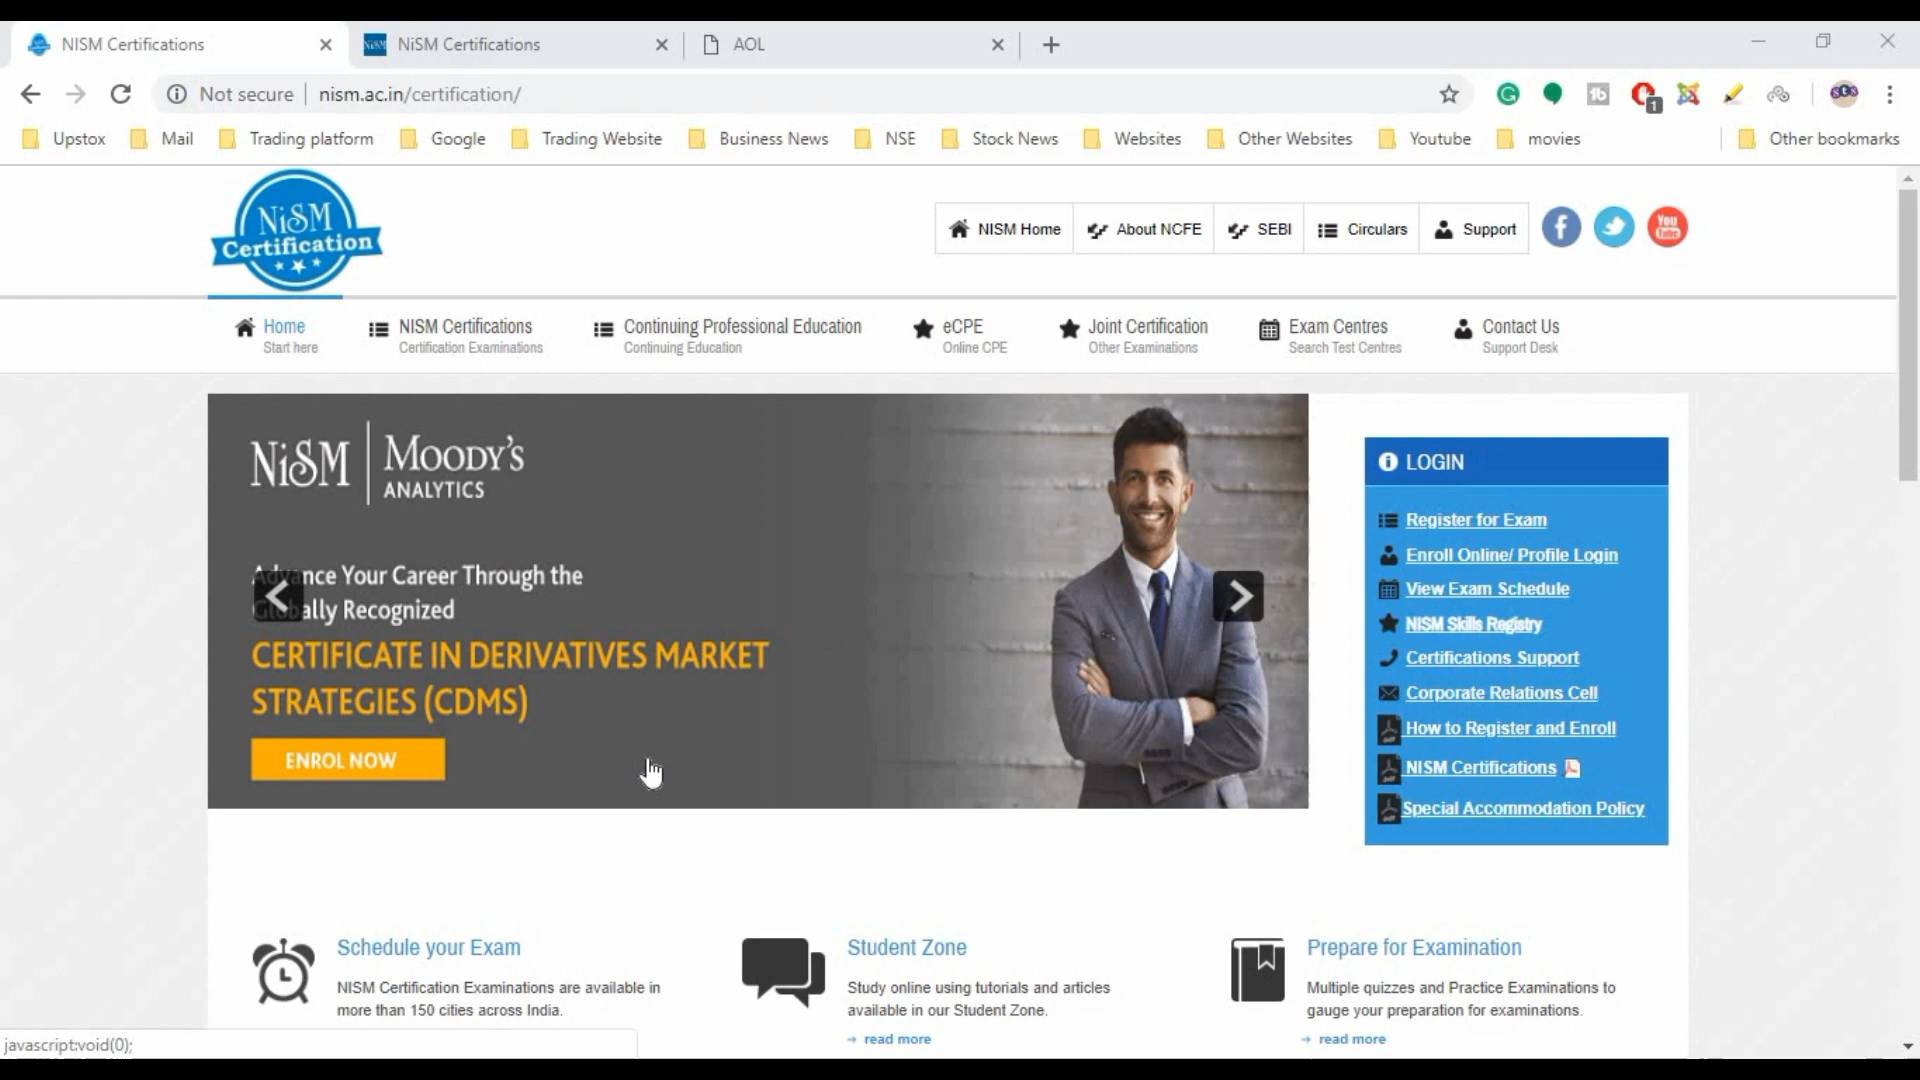 NISM Certifications
NiSM Certifications
AOL
Not secure
nism.ac.in/certification/
1
Upstox
Mail
Trading platform
Google
Trading Website
Business News
NSE
Stock News
Websites
Other Websites
Youtube
movies
Other bookmarks
NiSM
Certification
NISM Home
About NCFE
SEBI
Circulars
Support
You
Tube
Home
Start here
NISM Certifications
Certification Examinations
Continuing Professional Education
Continuing Education
eCPE
Online CPE
Joint Certification
Other Examinations
Exam Centres
Search Test Centres
Contact Us
Support Desk
NiSM
MOODY'S
ANALYTICS
Advance Your Career Through the
Globally Recognized
CERTIFICATE IN DERIVATIVES MARKET
STRATEGIES (CDMS)
ENROL NOW
LOGIN
Register for Exam
Enroll Online/ Profile Login
View Exam Schedule
NISM Skills Registry
Certifications Support
Corporate Relations Cell
How to Register and Enroll
NISM Certifications
Special Accommodation Policy
Schedule your Exam
NISM Certification Examinations are available in
more than 150 cities across India.
Student Zone
Study online using tutorials and articles
available in our Student Zone.
read more
Prepare for Examination
Multiple quizzes and Practice Examinations to
gauge your preparation for examinations.
read more
javascript:void(0);